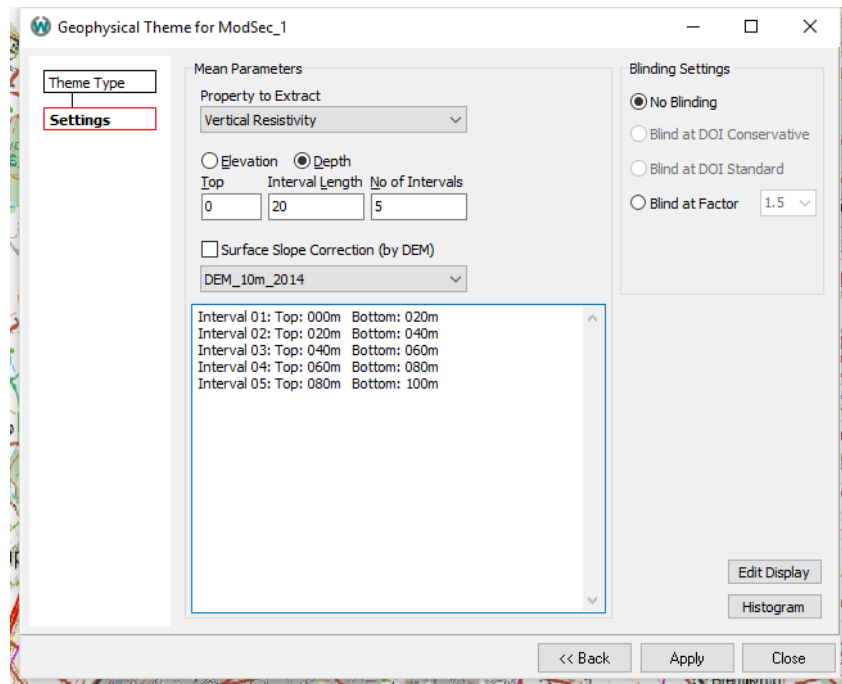 Geophysical Theme for ModSec_1
Theme Type
Settings
Mean Parameters
Property to Extract
Vertical Resistivity
Elevation Depth
Top Interval Length No of Intervals
0 20 5
Surface Slope Correction (by DEM)
DEM_10m_2014
Interval 01: Top: 000m Bottom: 020m
Interval 02: Top: 020m Bottom: 040m
Interval 03: Top: 040m Bottom: 060m
Interval 04: Top: 060m Bottom: 080m
Interval 05: Top: 080m Bottom: 100m
Blinding Settings
No Blinding
Blind at DOI Conservative
Blind at DOI Standard
Blind at Factor 1.5
Edit Display
Histogram
<< Back Apply Close